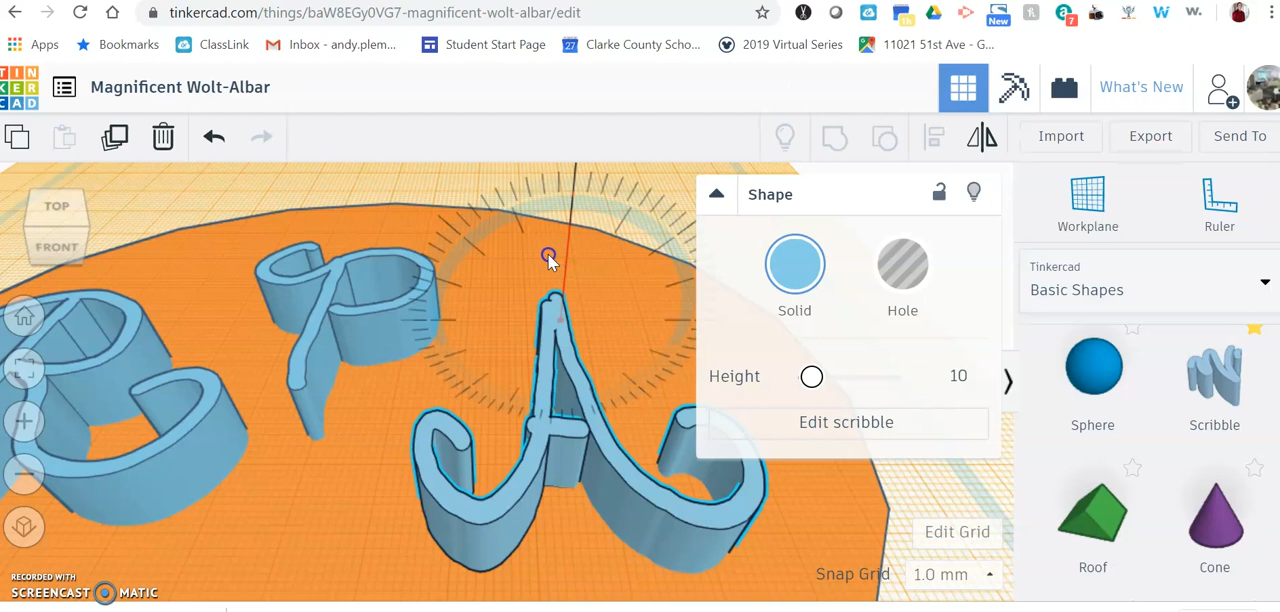 tinkercad.com/things/baW8EGy0VG7-magnificent-wolt-albar/edit
1k
New
h
a
7
W
w.
Apps
Bookmarks
ClassLink
Inbox - andy.plem...
Student Start Page
27
Clarke County Scho...
2019 Virtual Series
11021 51st Ave - G...
TIN
KER
CAD
Magnificent Wolt-Albar
What's New
Import
Export
Send To
TOP
FRONT
Shape
Solid
Hole
Height
10
Edit scribble
Workplane
Ruler
Tinkercad
Basic Shapes
Sphere
Scribble
Roof
Cone
Edit Grid
Snap Grid
1.0 mm
RECORDED WITH
SCREENCAST MATIC